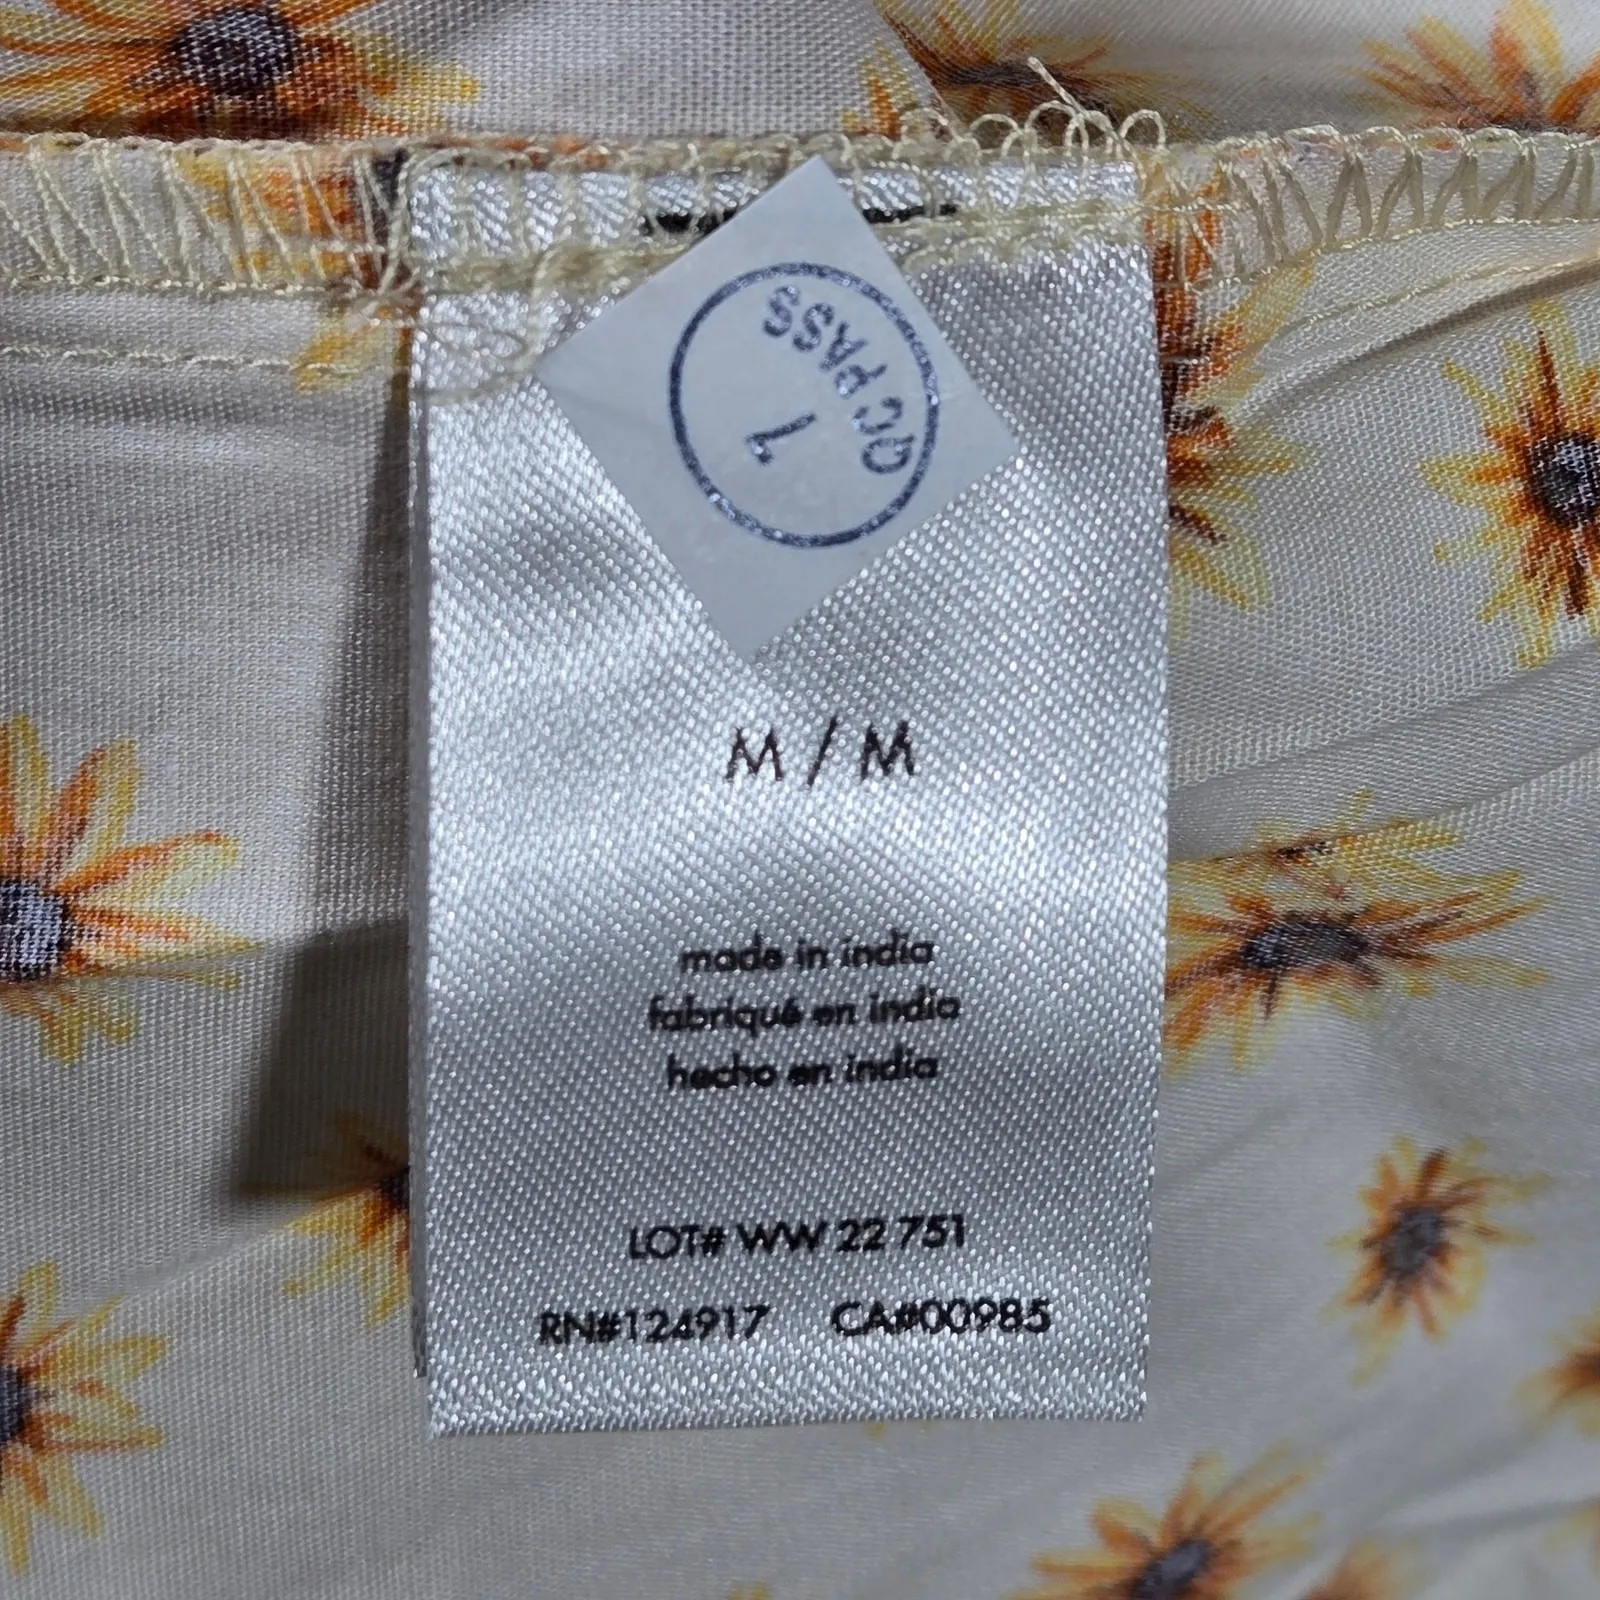 QC PASS
1
M / M
made in india
fabriqué en india
hecho en india
LOT# WW 22 751
RN#124917 CA#00985